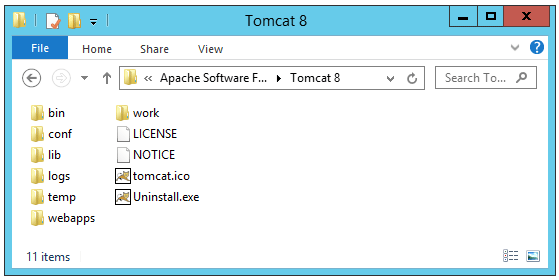 Tomcat 8
File Home Share View
« Apache Software F... Tomcat 8 Search To...
bin work
conf LICENSE
lib NOTICE
logs tomcat.ico
temp Uninstall.exe
webapps
11 items